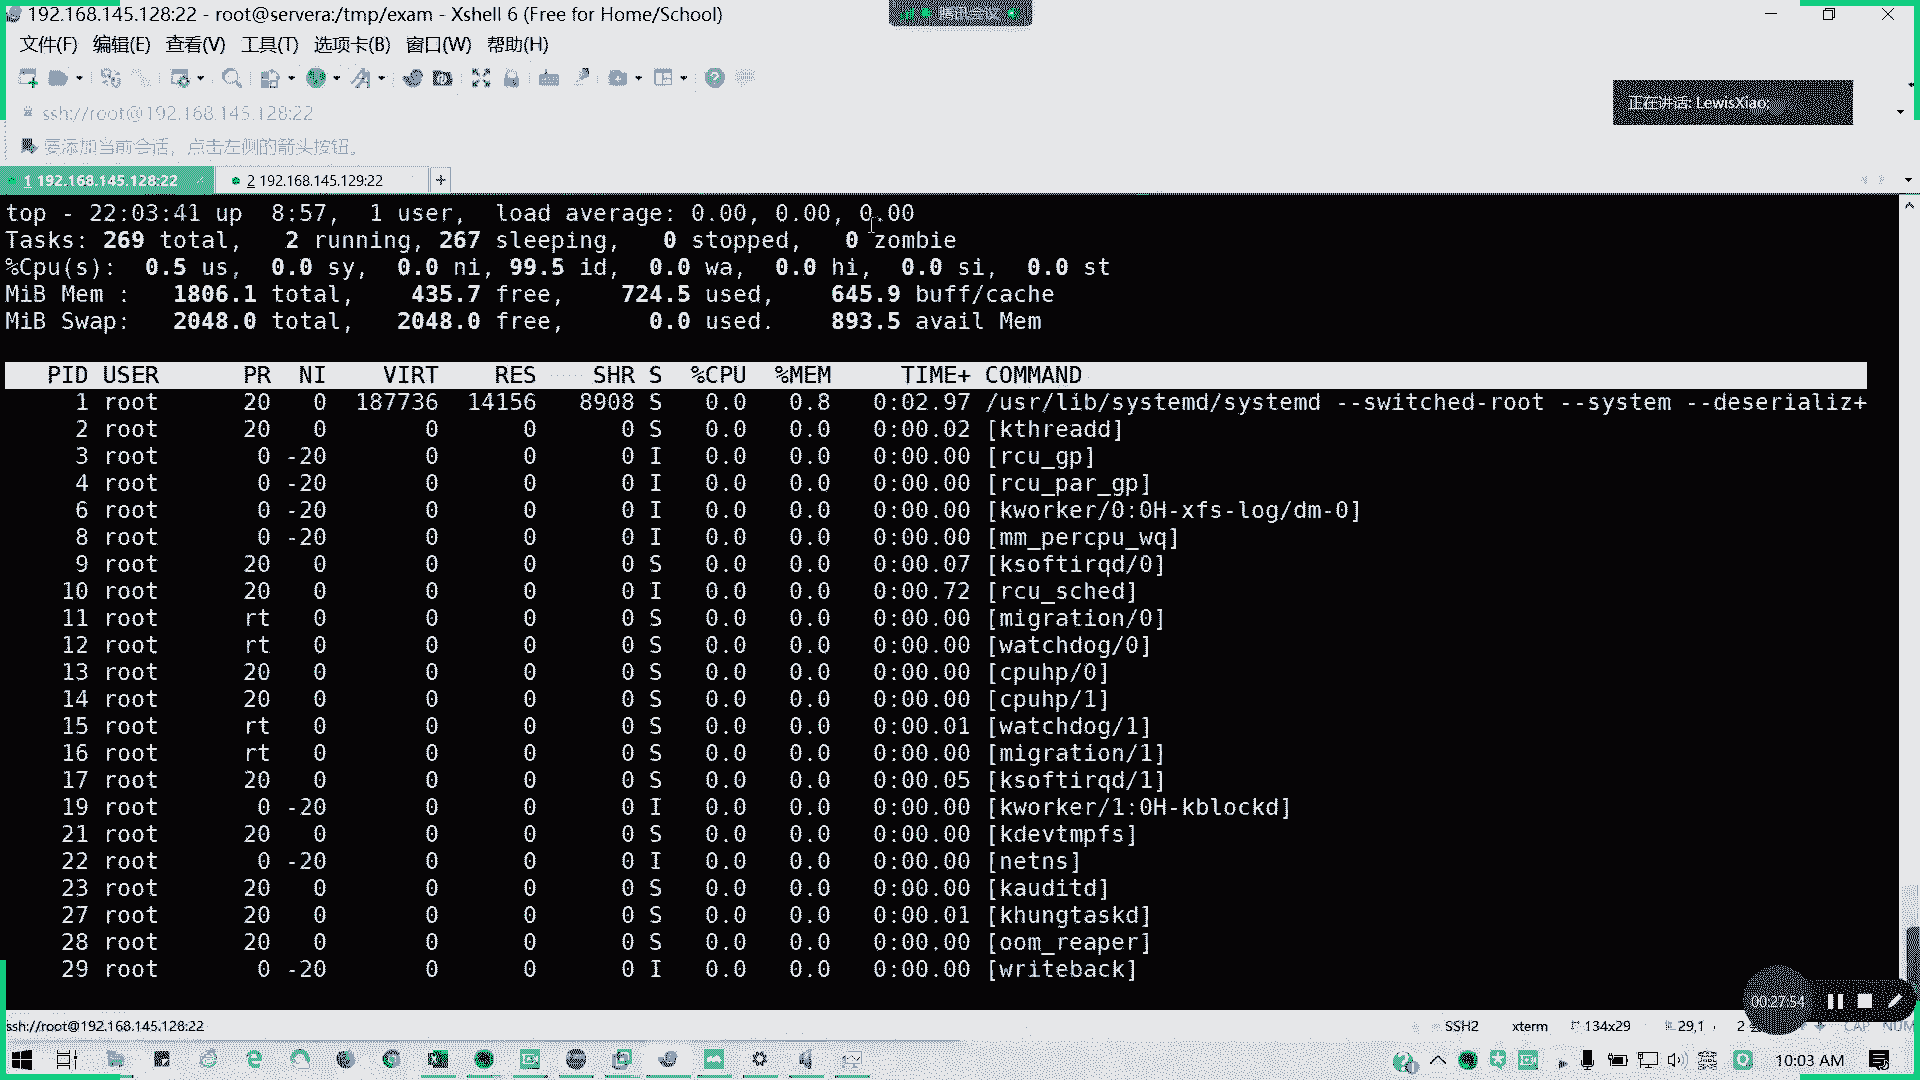 192.168.145.128:22 - root@servera:/tmp/exam - Xshell 6 (Free for Home/School)
腾讯会议
文件(F) 编辑(E) 查看(V) 工具(T) 选项卡(B) 窗口(W) 帮助(H)
正在讲话: LewisXiao;
ssh://root@192.168.145.128:22
要添加当前会话，点击左侧的箭头按钮。
1 192.168.145.128:22
2 192.168.145.129:22
top - 22:03:41 up  8:57,  1 user,  load average: 0.00, 0.00, 0.00
Tasks: 269 total,   2 running, 267 sleeping,   0 stopped,   0 zombie
%Cpu(s):  0.5 us,  0.0 sy,  0.0 ni, 99.5 id,  0.0 wa,  0.0 hi,  0.0 si,  0.0 st
MiB Mem :   1806.1 total,    435.7 free,    724.5 used,    645.9 buff/cache
MiB Swap:   2048.0 total,   2048.0 free,      0.0 used.    893.5 avail Mem
PID USER PR NI VIRT RES SHR S %CPU %MEM TIME+ COMMAND
1 root 20 0 187736 14156 8908 S 0.0 0.8 0:02.97 /usr/lib/systemd/systemd --switched-root --system --deserializ+
2 root 20 0 0 0 0 S 0.0 0.0 0:00.02 [kthreadd]
3 root 0 -20 0 0 0 I 0.0 0.0 0:00.00 [rcu_gp]
4 root 0 -20 0 0 0 I 0.0 0.0 0:00.00 [rcu_par_gp]
6 root 0 -20 0 0 0 I 0.0 0.0 0:00.00 [kworker/0:0H-xfs-log/dm-0]
8 root 0 -20 0 0 0 I 0.0 0.0 0:00.00 [mm_percpu_wq]
9 root 20 0 0 0 0 S 0.0 0.0 0:00.07 [ksoftirqd/0]
10 root 20 0 0 0 0 I 0.0 0.0 0:00.72 [rcu_sched]
11 root rt 0 0 0 0 S 0.0 0.0 0:00.00 [migration/0]
12 root rt 0 0 0 0 S 0.0 0.0 0:00.00 [watchdog/0]
13 root 20 0 0 0 0 S 0.0 0.0 0:00.00 [cpuhp/0]
14 root 20 0 0 0 0 S 0.0 0.0 0:00.00 [cpuhp/1]
15 root rt 0 0 0 0 S 0.0 0.0 0:00.01 [watchdog/1]
16 root rt 0 0 0 0 S 0.0 0.0 0:00.00 [migration/1]
17 root 20 0 0 0 0 S 0.0 0.0 0:00.05 [ksoftirqd/1]
19 root 0 -20 0 0 0 I 0.0 0.0 0:00.00 [kworker/1:0H-kblockd]
21 root 20 0 0 0 0 S 0.0 0.0 0:00.00 [kdevtmpfs]
22 root 0 -20 0 0 0 I 0.0 0.0 0:00.00 [netns]
23 root 20 0 0 0 0 S 0.0 0.0 0:00.00 [kauditd]
27 root 20 0 0 0 0 S 0.0 0.0 0:00.01 [khungtaskd]
28 root 20 0 0 0 0 S 0.0 0.0 0:00.00 [oom_reaper]
29 root 0 -20 0 0 0 I 0.0 0.0 0:00.00 [writeback]
00:27:54
ssh://root@192.168.145.128:22
SSH2 xterm 134x29 29,1 2 CAP NUM
10:03 AM